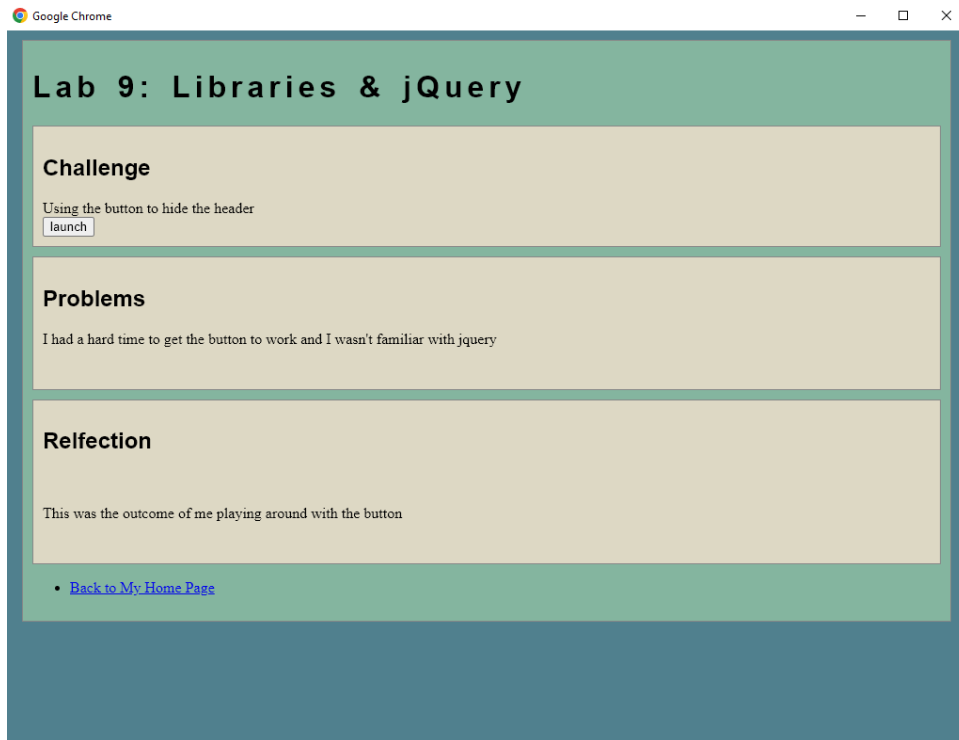 Google Chrome
Lab 9: Libraries & jQuery
Challenge
Using the button to hide the header
launch
Problems
I had a hard time to get the button to work and I wasn't familiar with jquery
Relfection
This was the outcome of me playing around with the button
Back to My Home Page